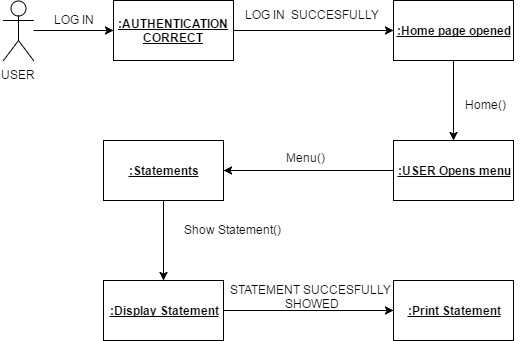 LOG IN
:AUTHENTICATION
CORRECT
LOG IN SUCCESFULLY
:Home page opened
USER
Home()
:Statements
Menu()
:USER Opens menu
Show Statement()
:Display Statement
STATEMENT SUCCESFULLY
SHOWED
:Print Statement